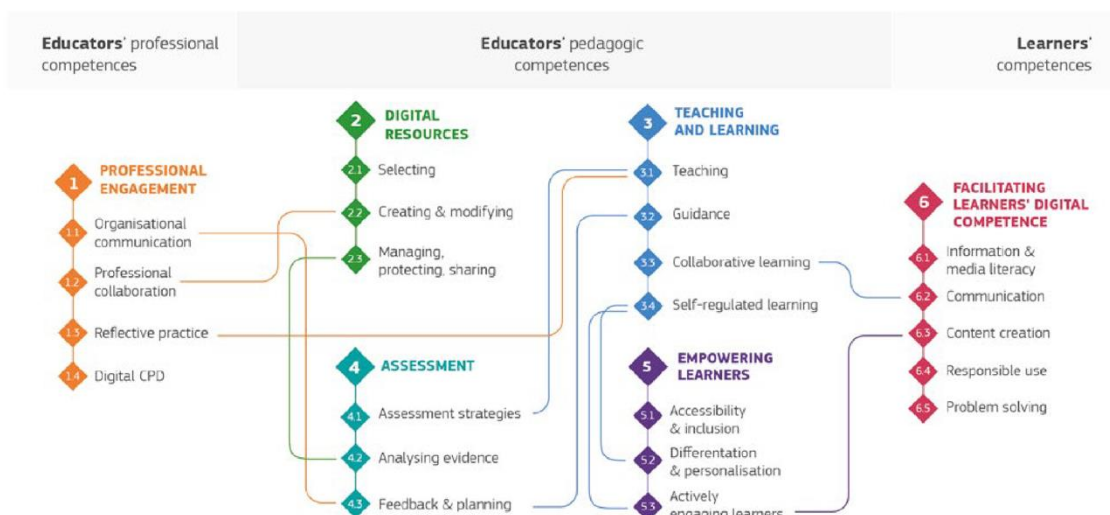 Educators' professional
competences
Educators' pedagogic
competences
Learners'
competences
1
PROFESSIONAL
ENGAGEMENT
1.1
Organisational
communication
1.2
Professional
collaboration
1.3
Reflective practice
1.4
Digital CPD
2
DIGITAL
RESOURCES
2.1
Selecting
2.2
Creating & modifying
2.3
Managing,
protecting, sharing
4
ASSESSMENT
4.1
Assessment strategies
4.2
Analysing evidence
4.3
Feedback & planning
3
TEACHING
AND LEARNING
3.1
Teaching
3.2
Guidance
3.3
Collaborative learning
3.4
Self-regulated learning
5
EMPOWERING
LEARNERS
5.1
Accessibility
& inclusion
5.2
Differentation
& personalisation
5.3
Actively
engaging learners
6
FACILITATING
LEARNERS' DIGITAL
COMPETENCE
6.1
Information &
media literacy
6.2
Communication
6.3
Content creation
6.4
Responsible use
6.5
Problem solving